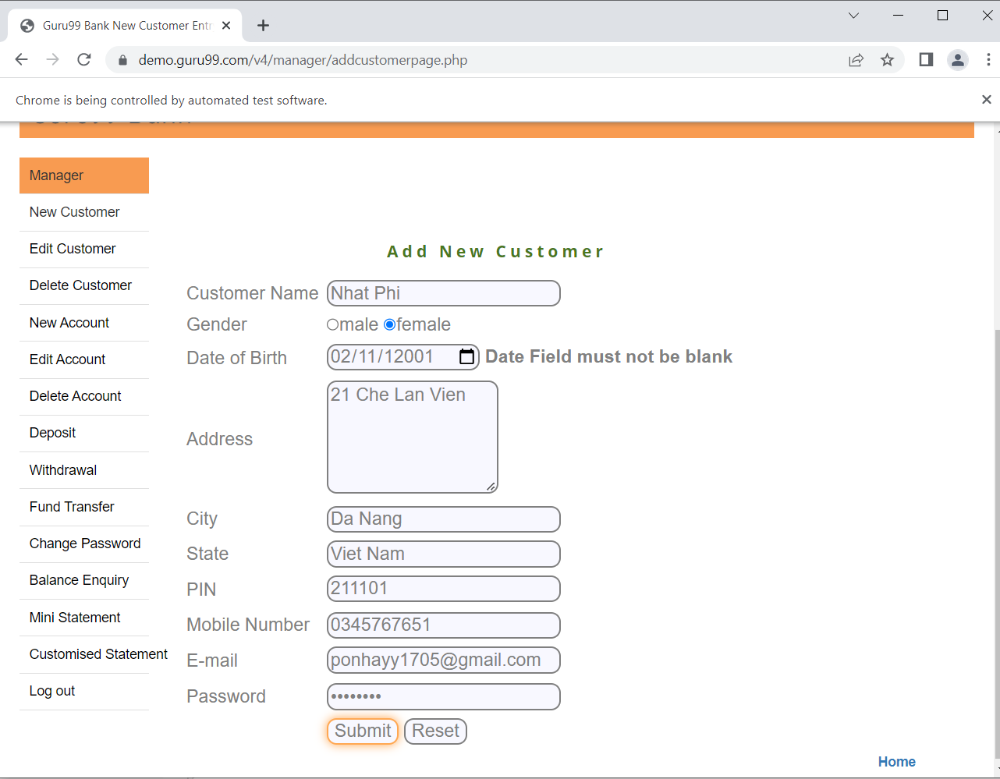 Guru99 Bank New Customer Entr
demo.guru99.com/v4/manager/addcustomerpage.php
Chrome is being controlled by automated test software.
Manager
New Customer
Edit Customer
Delete Customer
New Account
Edit Account
Delete Account
Deposit
Withdrawal
Fund Transfer
Change Password
Balance Enquiry
Mini Statement
Customised Statement
Log out
Add New Customer
Customer Name Nhat Phi
Gender male female
Date of Birth 02/11/12001 Date Field must not be blank
Address 21 Che Lan Vien
City Da Nang
State Viet Nam
PIN 211101
Mobile Number 0345767651
E-mail ponhayy1705@gmail.com
Password ••••••••
Submit Reset
Home